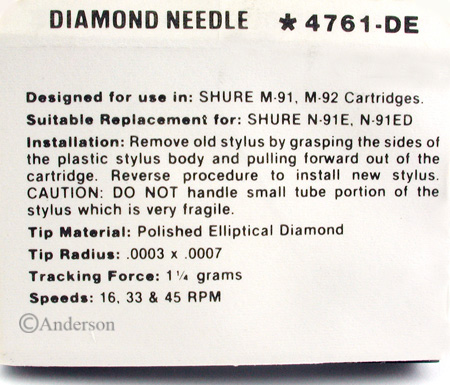 DIAMOND NEEDLE * 4761-DE
Designed for use in: SHURE M-91, M-92 Cartridges.
Suitable Replacement for: SHURE N-91E, N-91ED
Installation: Remove old stylus by grasping the sides of
the plastic stylus body and pulling forward out of the
cartridge. Reverse procedure to install new stylus.
CAUTION: DO NOT handle small tube portion of the
stylus which is very fragile.
Tip Material: Polished Elliptical Diamond
Tip Radius: .0003 x .0007
Tracking Force: 1¼ grams
Speeds: 16, 33 & 45 RPM
©Anderson